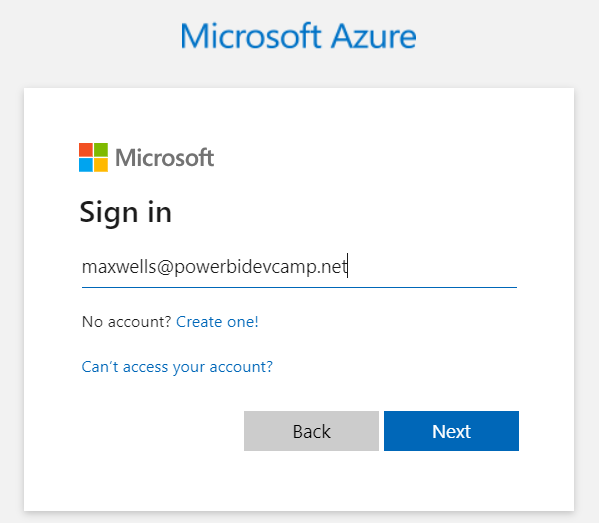 Microsoft Azure
Microsoft
Sign in
maxwells@powerbidevcamp.net
No account? Create one!
Can't access your account?
Back Next